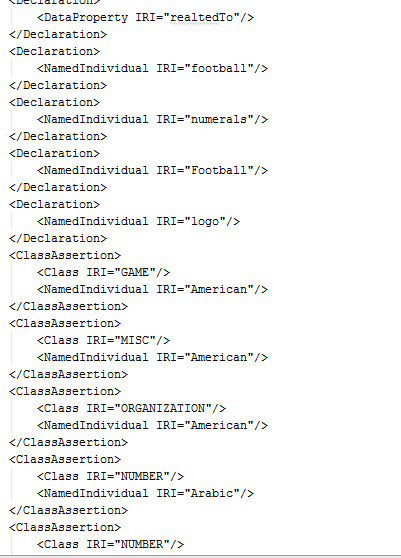 <Declaration>
<DataProperty IRI="realtedTo"/>
</Declaration>
<Declaration>
<NamedIndividual IRI="football"/>
</Declaration>
<Declaration>
<NamedIndividual IRI="numerals"/>
</Declaration>
<Declaration>
<NamedIndividual IRI="Football"/>
</Declaration>
<Declaration>
<NamedIndividual IRI="logo"/>
</Declaration>
<ClassAssertion>
<Class IRI="GAME"/>
<NamedIndividual IRI="American"/>
</ClassAssertion>
<ClassAssertion>
<Class IRI="MISC"/>
<NamedIndividual IRI="American"/>
</ClassAssertion>
<ClassAssertion>
<Class IRI="ORGANIZATION"/>
<NamedIndividual IRI="American"/>
</ClassAssertion>
<ClassAssertion>
<Class IRI="NUMBER"/>
<NamedIndividual IRI="Arabic"/>
</ClassAssertion>
<ClassAssertion>
<Class IRI="NUMBER"/>